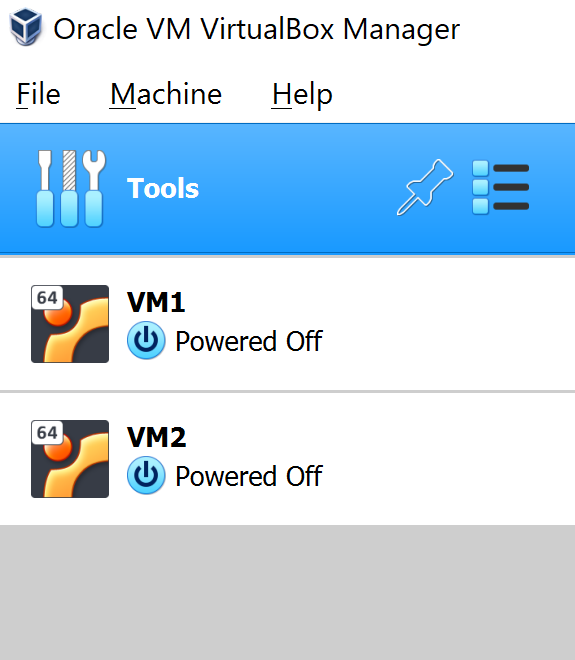 Oracle VM VirtualBox Manager
File Machine Help
Tools
64
VM1
Powered Off
64
VM2
Powered Off